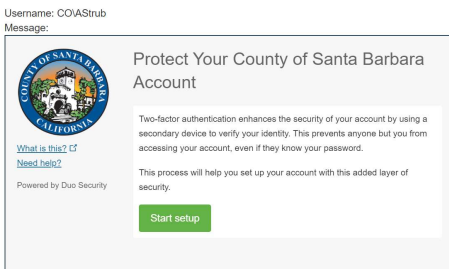 Username: CO\AStrub
Message:
COUNTY OF SANTA BARBARA
CALIFORNIA
What is this?
Need help?
Powered by Duo Security
Protect Your County of Santa Barbara
Account
Two-factor authentication enhances the security of your account by using a
secondary device to verify your identity. This prevents anyone but you from
accessing your account, even if they know your password.
This process will help you set up your account with this added layer of
security.
Start setup